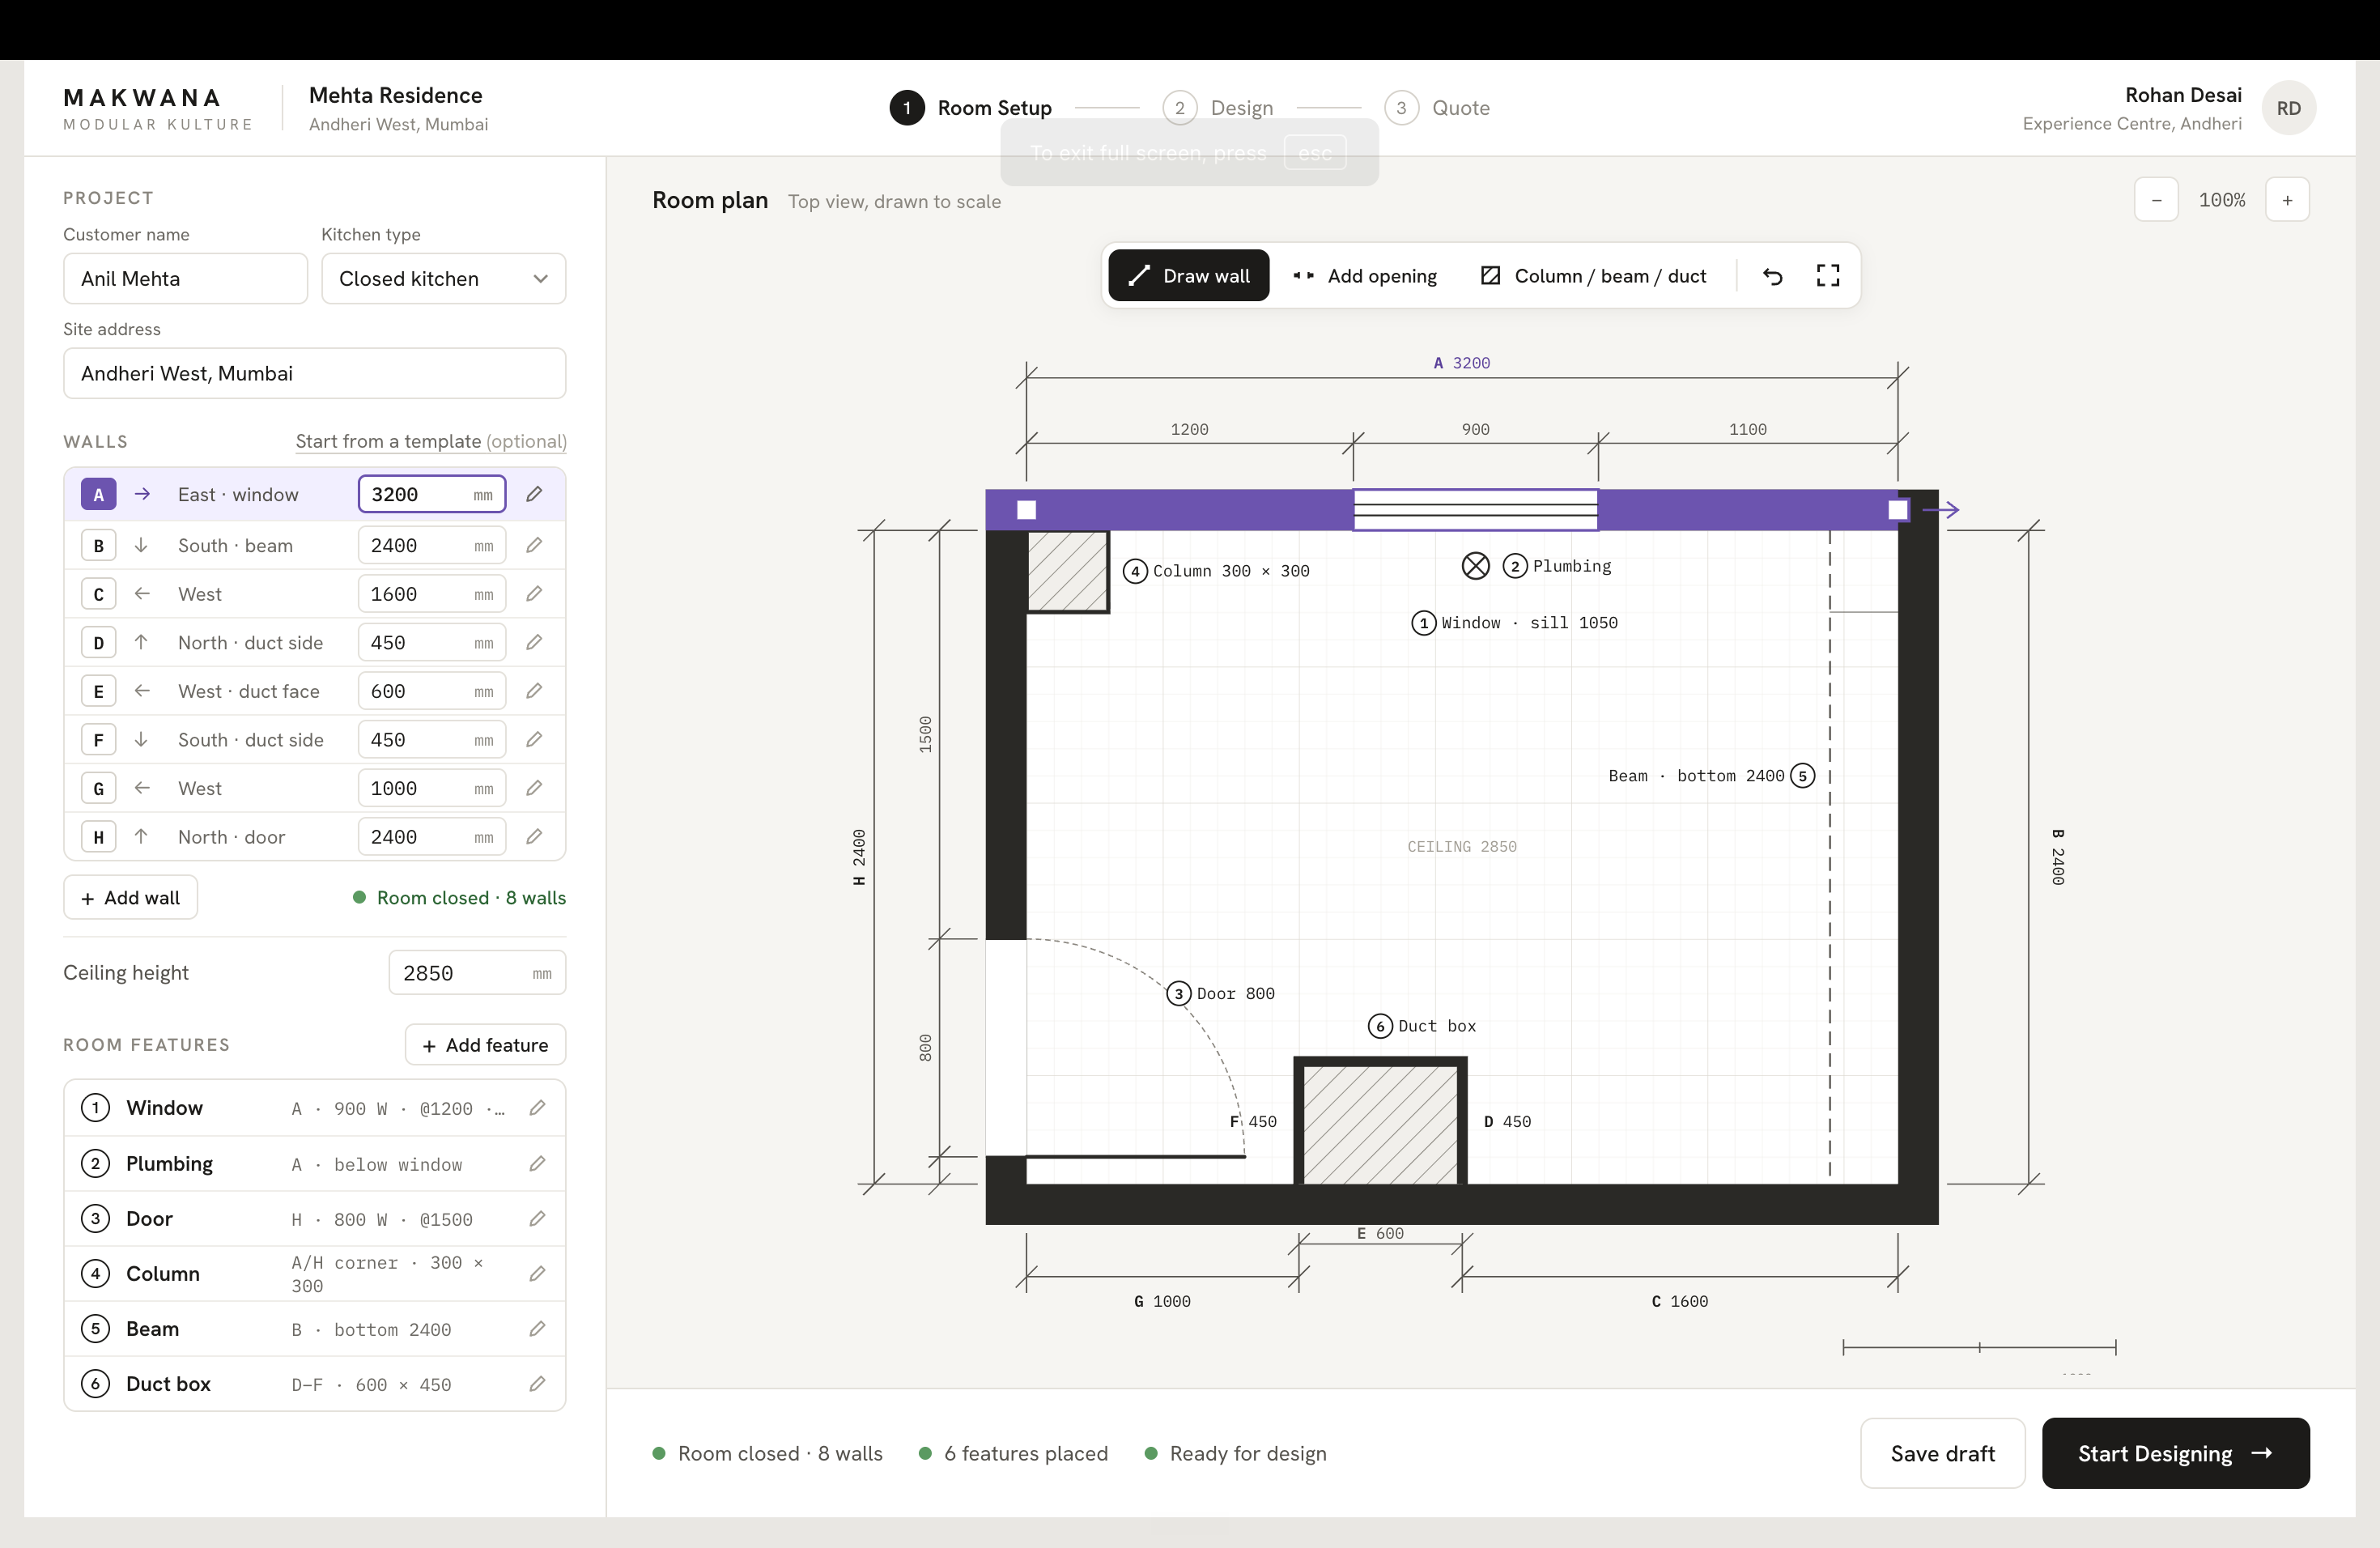 MAKWANA
MODULAR KULTURE
Mehta Residence
Andheri West, Mumbai
1 Room Setup
2 Design
3 Quote
Rohan Desai
Experience Centre, Andheri
RD
To exit full screen, press esc
PROJECT
Customer name
Kitchen type
Anil Mehta
Closed kitchen
Site address
Andheri West, Mumbai
WALLS
Start from a template (optional)
A → East · window 3200 mm
B ↓ South · beam 2400 mm
C ← West 1600 mm
D ↑ North · duct side 450 mm
E ← West · duct face 600 mm
F ↓ South · duct side 450 mm
G ← West 1000 mm
H ↑ North · door 2400 mm
+ Add wall
Room closed · 8 walls
Ceiling height
2850 mm
ROOM FEATURES
+ Add feature
1 Window A · 900 W · @1200 ·…
2 Plumbing A · below window
3 Door H · 800 W · @1500
4 Column A/H corner · 300 ×
300
5 Beam B · bottom 2400
6 Duct box D–F · 600 × 450
Room plan
Top view, drawn to scale
− 100% +
Draw wall
Add opening
Column / beam / duct
A 3200
1200
900
1100
4 Column 300 × 300
2 Plumbing
1 Window · sill 1050
1500
Beam · bottom 2400 5
H 2400
CEILING 2850
B 2400
3 Door 800
6 Duct box
800
F 450
D 450
E 600
G 1000
C 1600
Room closed · 8 walls
6 features placed
Ready for design
Save draft
Start Designing →